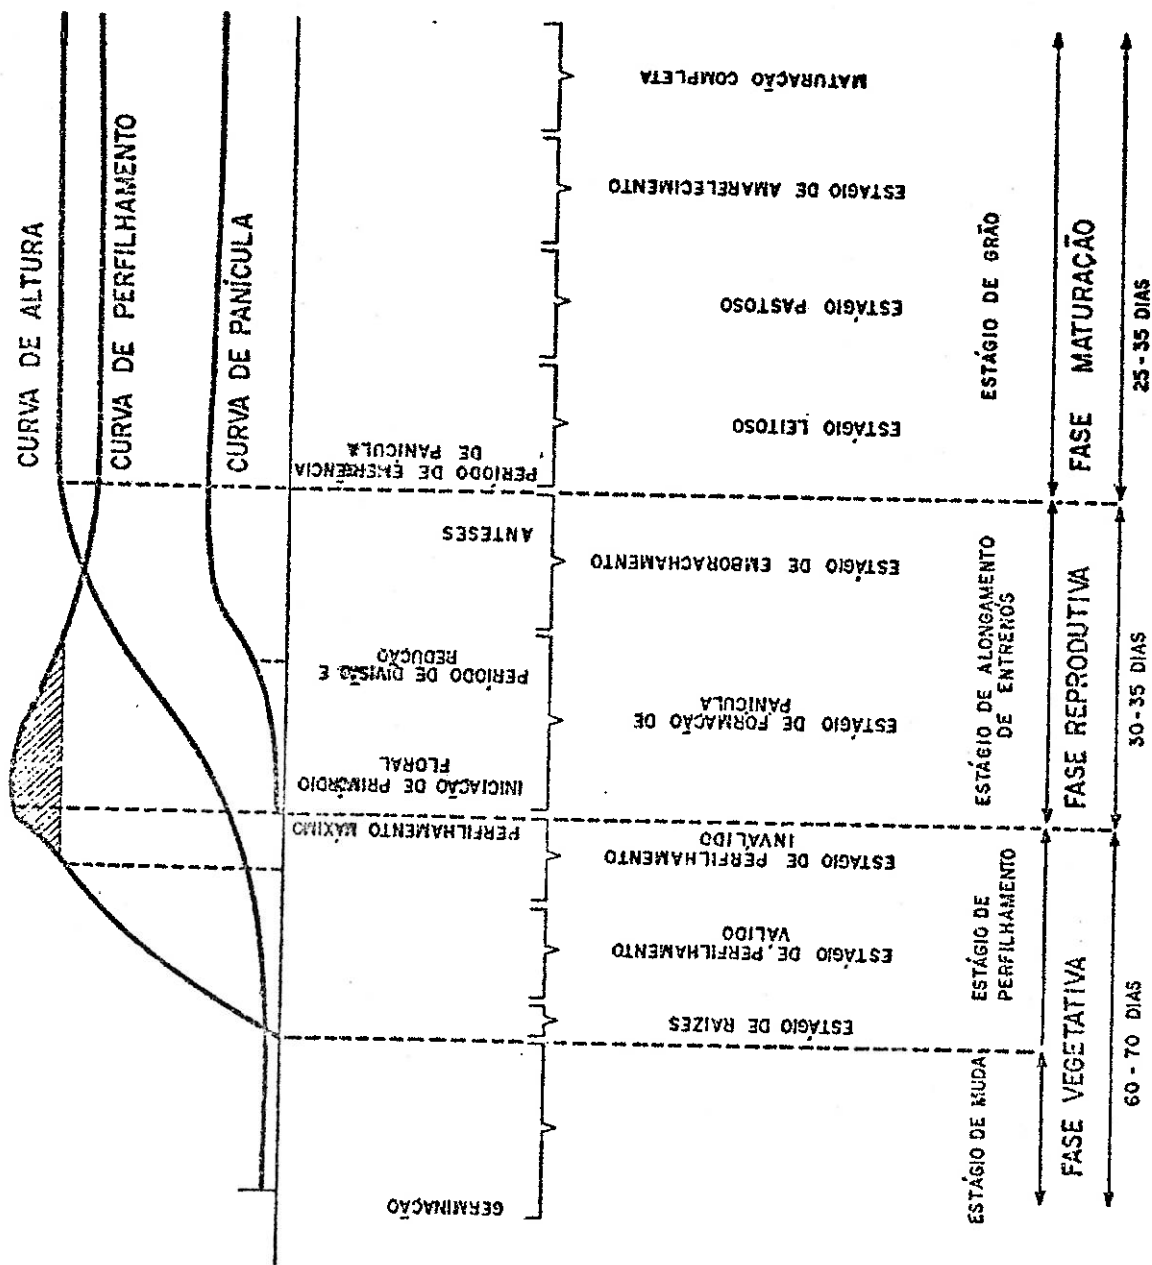 CURVA DE ALTURA
CURVA DE PERFILHAMENTO
CURVA DE PANÍCULA
GERMINAÇÃO
PERFILHAMENTO MÁXIMO
INICIAÇÃO DE PRIMÓRDIO
FLORAL
PERÍODO DE DIVISÃO E
REDUÇÃO
ANTESES
PERÍODO DE EMERGÊNCIA
DE PANÍCULA
ESTÁGIO DE RAIZES
ESTÁGIO DE PERFILHAMENTO
VALIDO
ESTÁGIO DE PERFILHAMENTO
INVÁLIDO
ESTÁGIO DE FORMAÇÃO DE
PANÍCULA
ESTÁGIO DE EMBORACHAMENTO
ESTÁGIO LEITOSO
ESTÁGIO PASTOSO
ESTÁGIO DE AMARELECIMENTO
MATURAÇÃO COMPLETA
ESTÁGIO DE MUDA
ESTÁGIO DE
PERFILHAMENTO
ESTÁGIO DE ALONGAMENTO
DE ENTRENÓS
ESTÁGIO DE GRÃO
FASE VEGETATIVA
FASE REPRODUTIVA
FASE MATURAÇÃO
60 - 70 DIAS
30-35 DIAS
25-35 DIAS